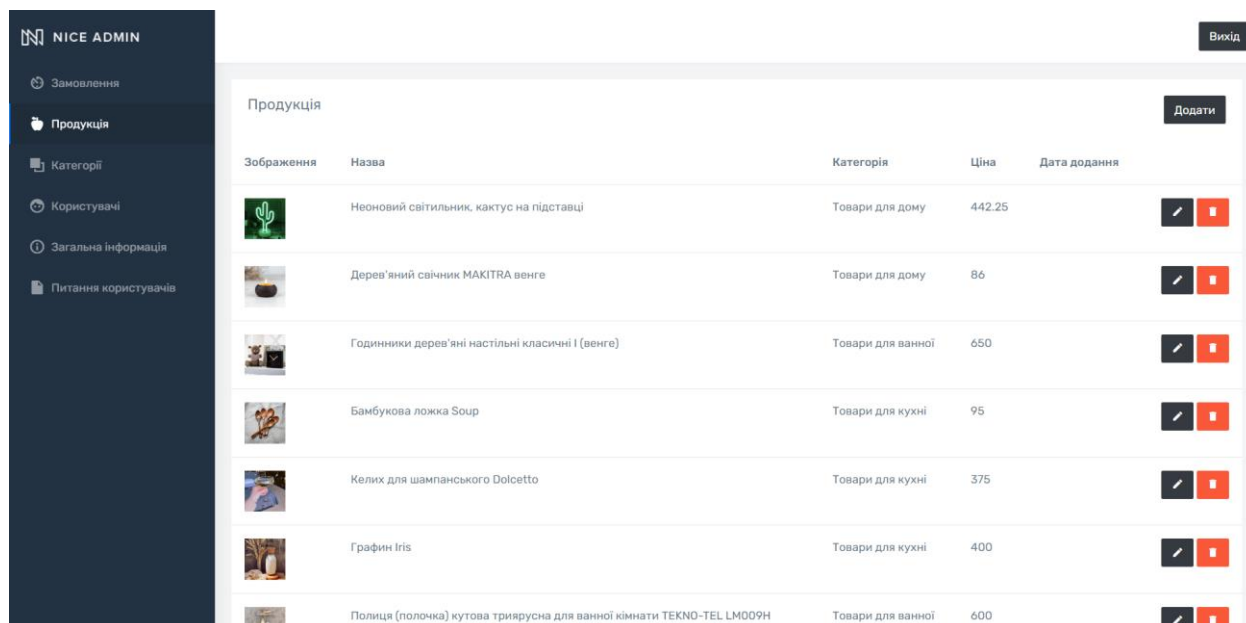 NICE ADMIN
Вихід
Замовлення
Продукція
Категорії
Користувачі
Загальна інформація
Питання користувачів
Продукція
Додати
Зображення Назва Категорія Ціна Дата додання
Неоновий світильник, кактус на підставці Товари для дому 442.25
Дерев'яний свічник MAKITRA венге Товари для дому 86
Годинники дерев'яні настільні класичні I (венге) Товари для ванної 650
Бамбукова ложка Soup Товари для кухні 95
Келих для шампанського Dolcetto Товари для кухні 375
Графин Iris Товари для кухні 400
Полиця (полочка) кутова триярусна для ванної кімнати TEKNO-TEL LM009H Товари для ванної 600